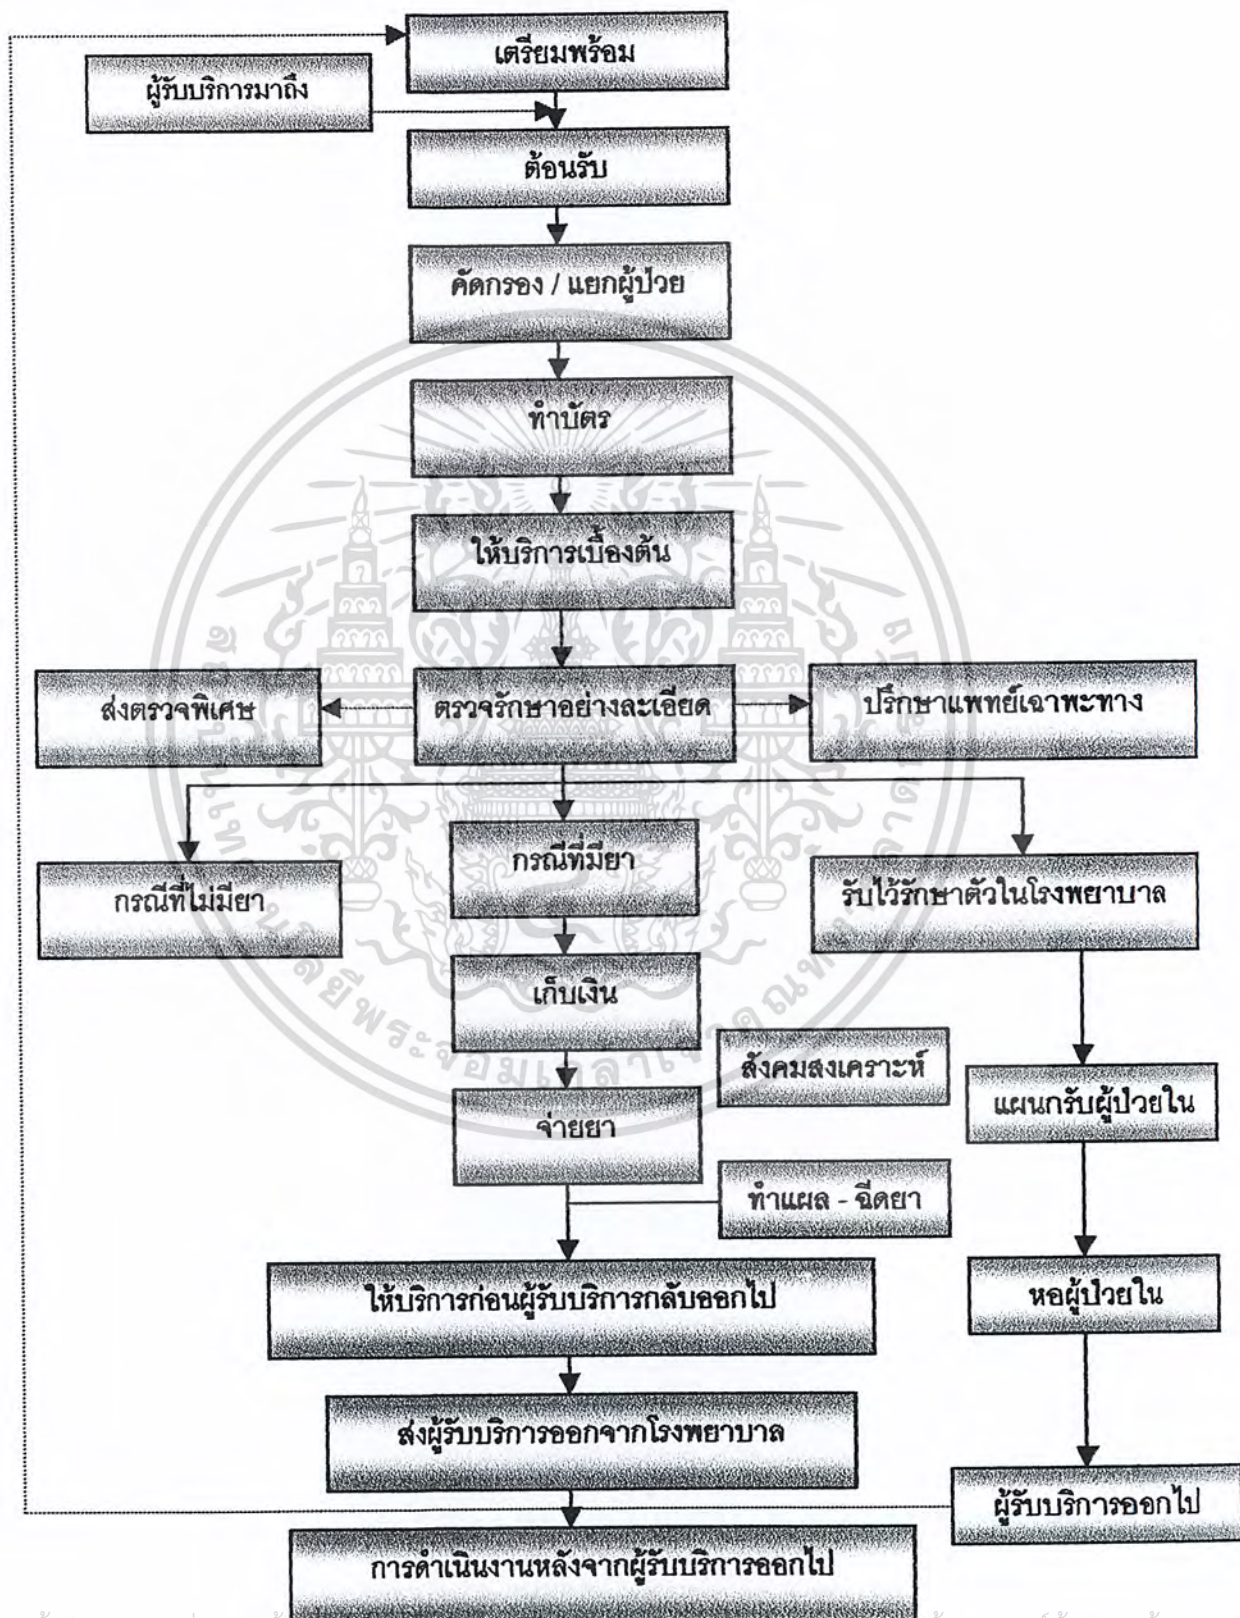 เตรียมพร้อม
ผู้รับบริการมาถึง
ต้อนรับ
คัดกรอง / แยกผู้ป่วย
ทำบัตร
ให้บริการเบื้องต้น
ส่งตรวจพิเศษ
ตรวจรักษาอย่างละเอียด
ปรึกษาแพทย์เฉพาะทาง
กรณีที่ไม่มียา
กรณีที่มียา
รับไว้รักษาตัวในโรงพยาบาล
เก็บเงิน
สังคมสงเคราะห์
แผนกรับผู้ป่วยใน
จ่ายยา
ทำแผล - ฉีดยา
ให้บริการก่อนผู้รับบริการกลับออกไป
หอผู้ป่วยใน
ส่งผู้รับบริการออกจากโรงพยาบาล
ผู้รับบริการออกไป
การดำเนินงานหลังจากผู้รับบริการออกไป